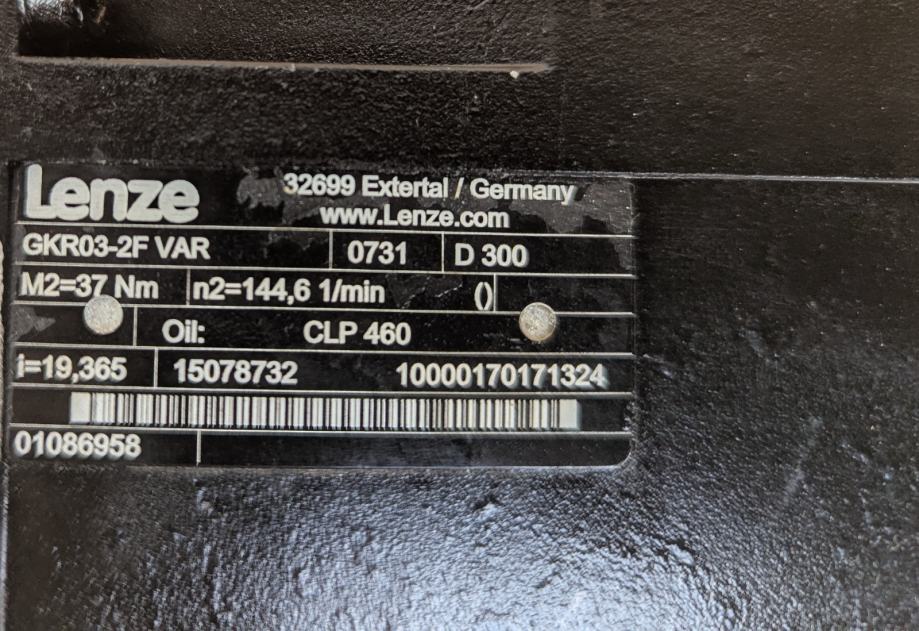 Lenze 32699 Extertal / Germany
www.Lenze.com
GKR03-2F VAR 0731 D 300
M2=37 Nm n2=144,6 1/min ()
Oil: CLP 460
i=19,365 15078732 10000170171324
01086958